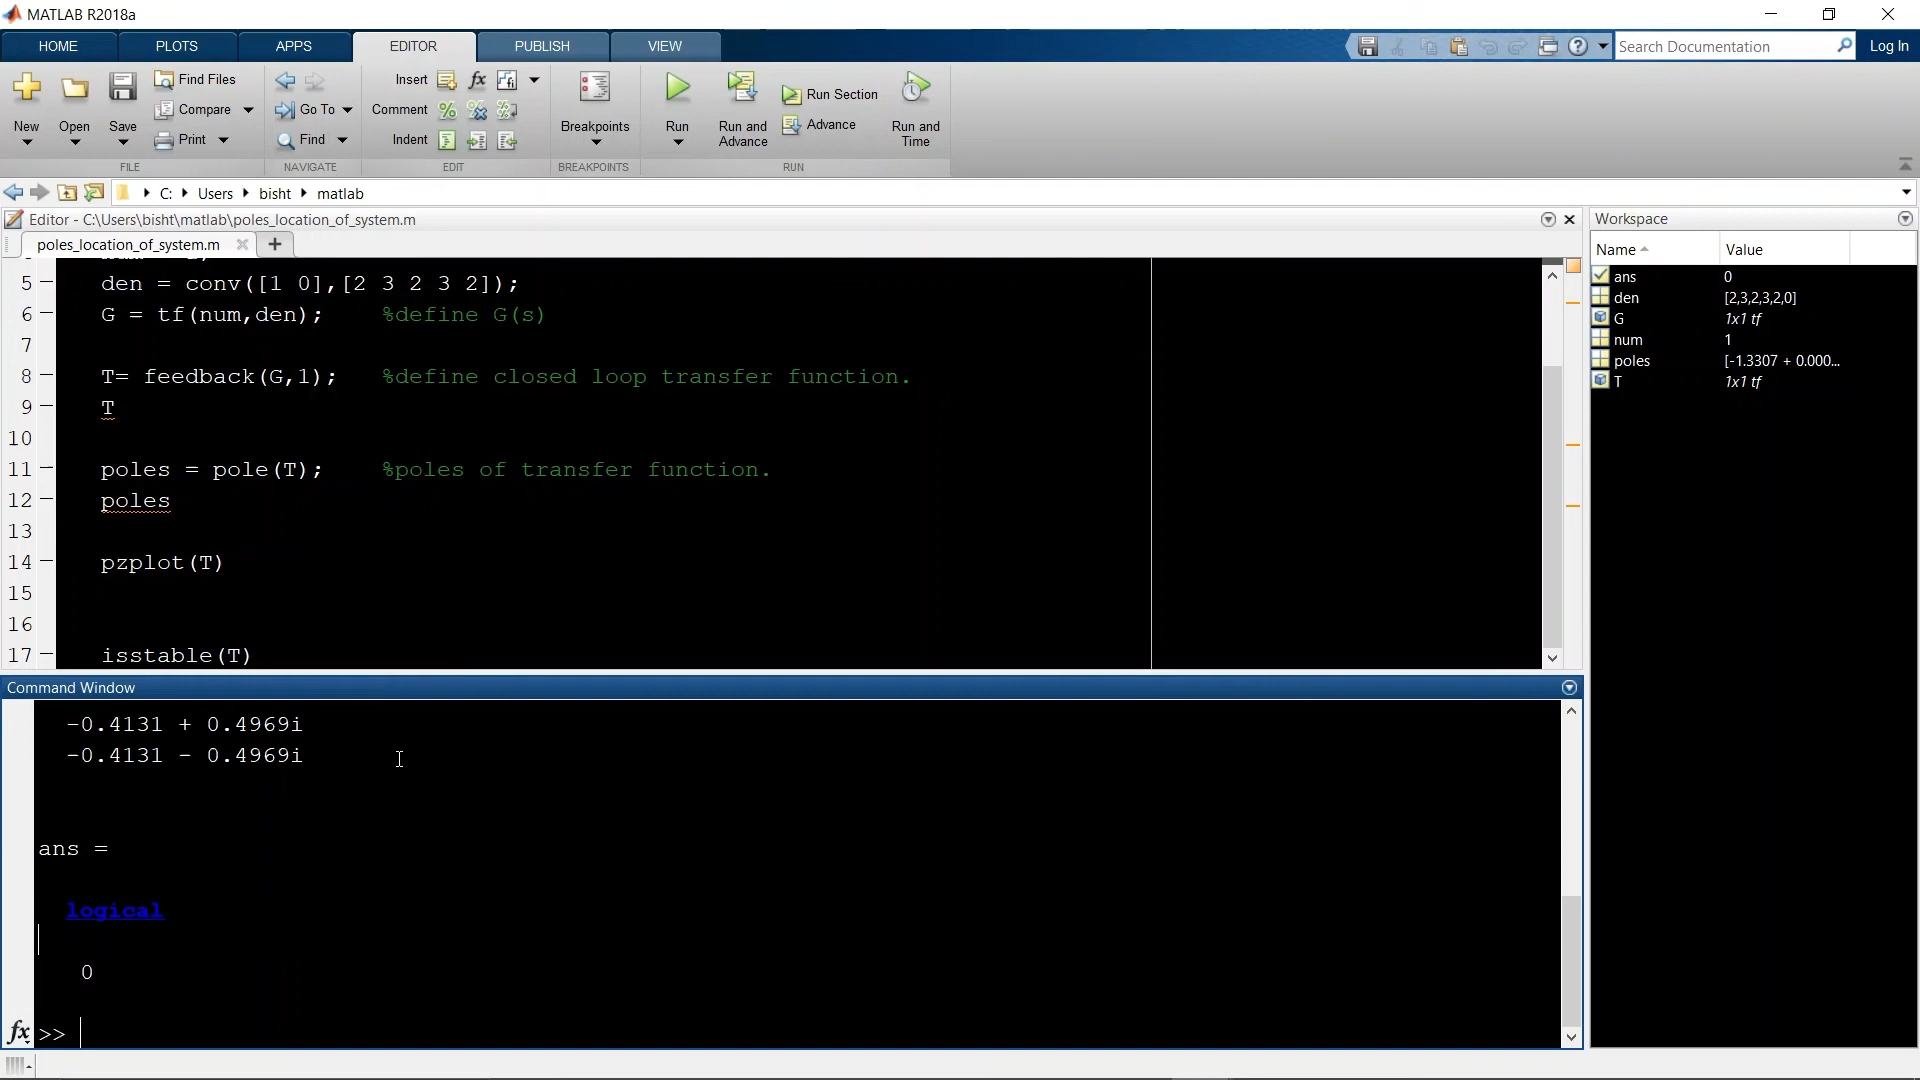 MATLAB R2018a
HOME PLOTS APPS EDITOR PUBLISH VIEW Search Documentation Log In
Find Files Insert fx
New Open Save Compare Go To Comment Breakpoints Run Run and Advance Run Section Advance Run and Time
Print Find Indent
FILE NAVIGATE EDIT BREAKPOINTS RUN
C: Users bisht matlab
Editor - C:\Users\bisht\matlab\poles_location_of_system.m
poles_location_of_system.m
5 den = conv([1 0],[2 3 2 3 2]);
6 G = tf(num,den); %define G(s)
7
8 T= feedback(G,1); %define closed loop transfer function.
9 T
10
11 poles = pole(T); %poles of transfer function.
12 poles
13
14 pzplot(T)
15
16
17 isstable(T)
Command Window
-0.4131 + 0.4969i
-0.4131 - 0.4969i
ans =
logical
0
fx >>
Workspace
Name Value
ans 0
den [2,3,2,3,2,0]
G 1x1 tf
num 1
poles [-1.3307 + 0.000...
T 1x1 tf